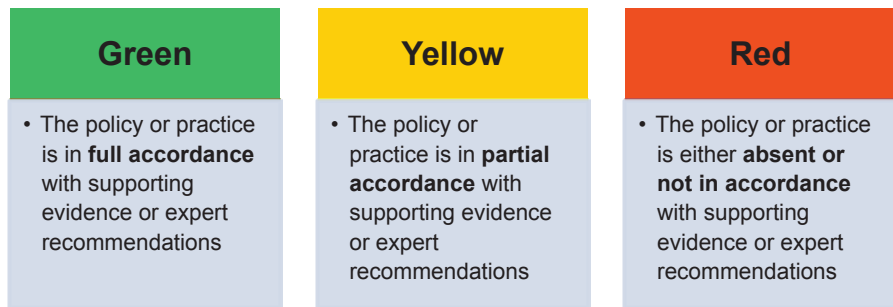 Green
• The policy or practice
is in full accordance
with supporting
evidence or expert
recommendations
Yellow
• The policy or
practice is in partial
accordance with
supporting evidence
or expert
recommendations
Red
• The policy or practice
is either absent or
not in accordance
with supporting
evidence or expert
recommendations